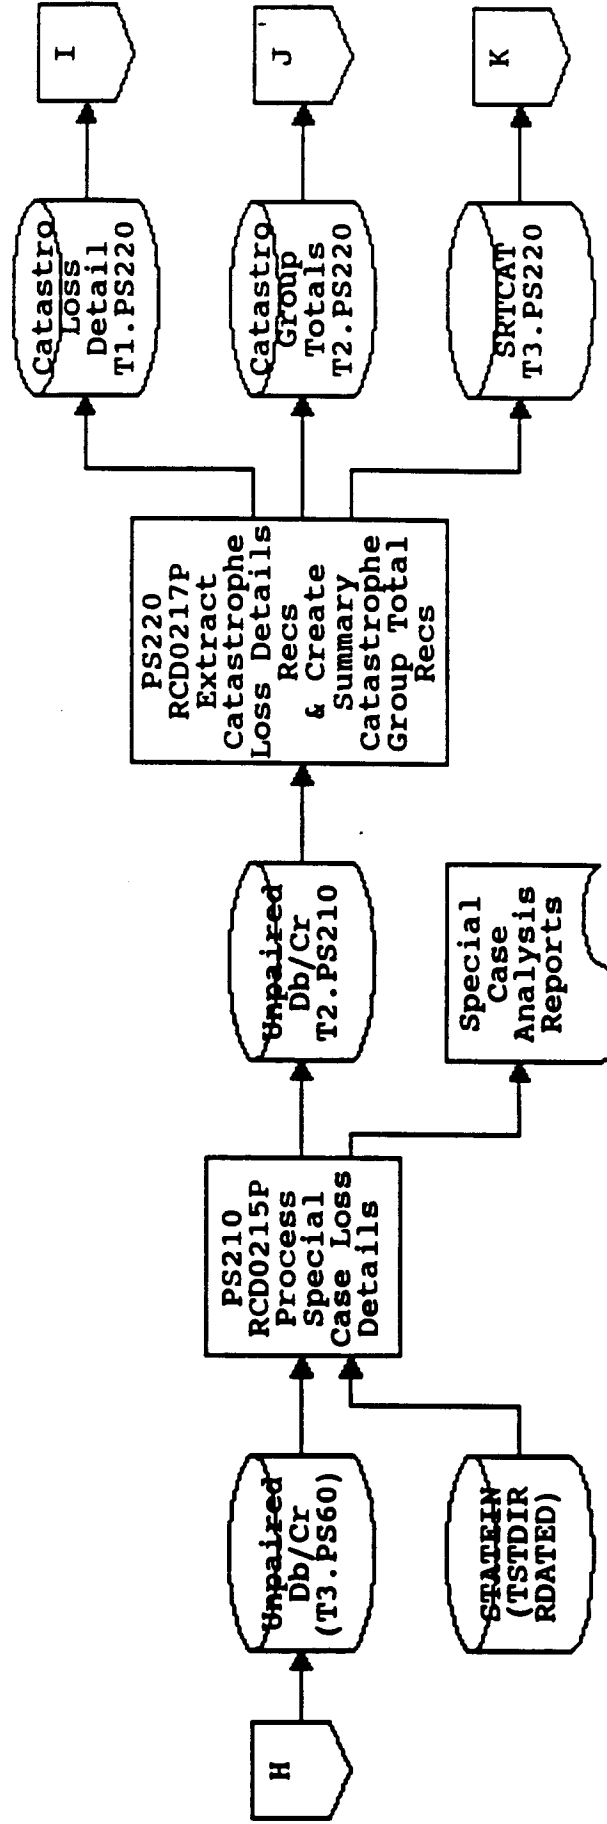 H
Unpaired
Db/Cr
(T3.PS60)
STATEIN
(TSTDIR
RDATED)
PS210
RCD0215P
Process
Special
Case Loss
Details
Unpaired
Db/Cr
T2.PS210
Special
Case
Analysis
Reports
PS220
RCD0217P
Extract
Catastrophe
Loss Details
Recs
& Create
Summary
Catastrophe
Group Total
Recs
Catastro
Loss
Detail
T1.PS220
Catastro
Group
Totals
T2.PS220
SRTCAT
T3.PS220
I
J
K